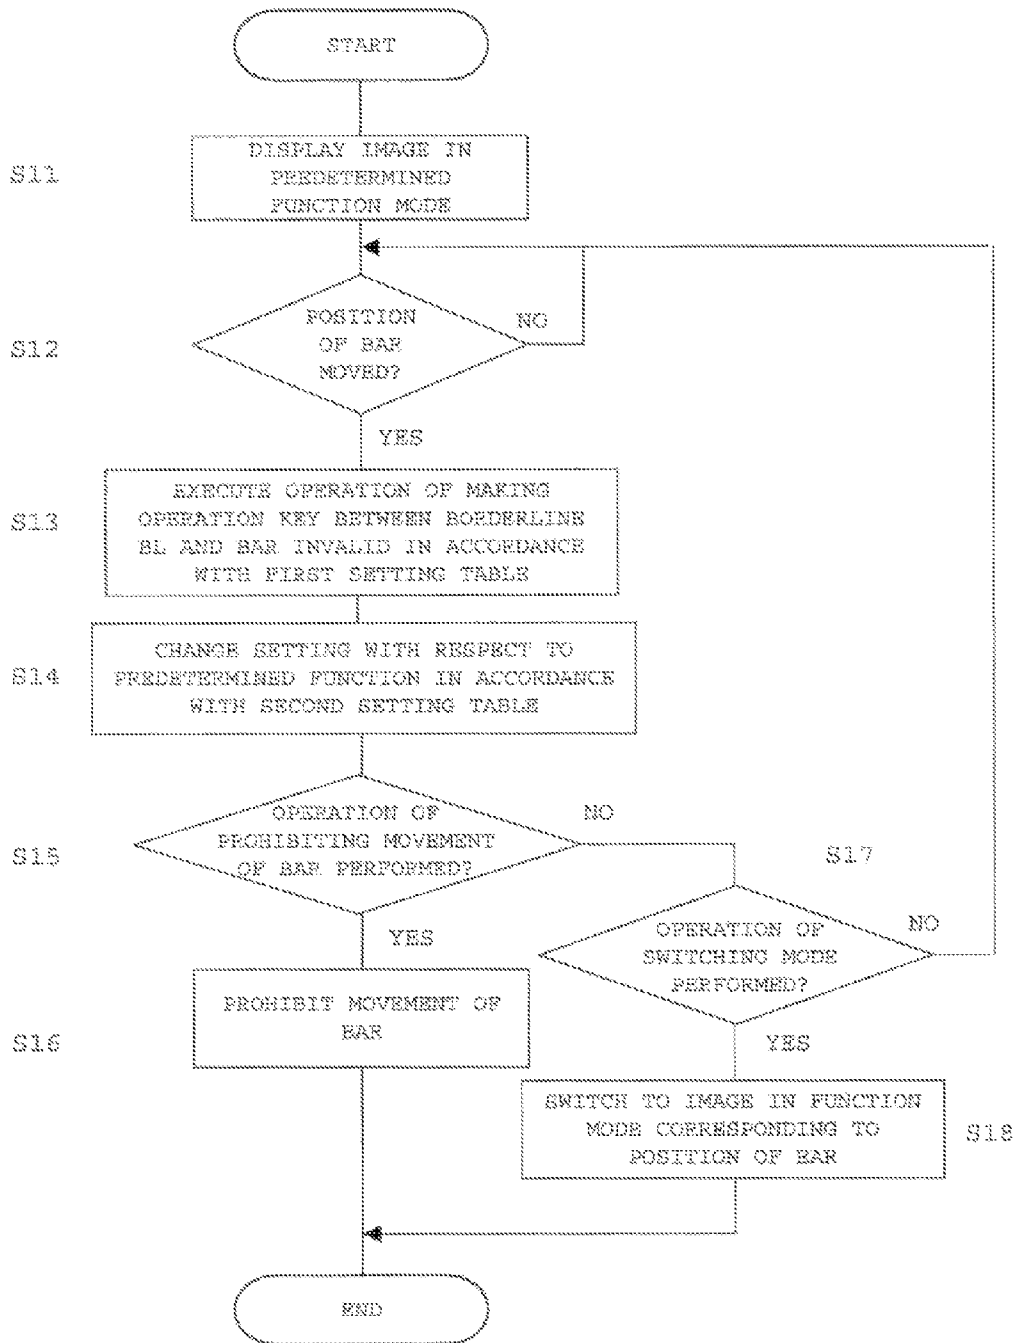 START
S11
DISPLAY IMAGE IN
PREDETERMINED
FUNCTION MODE
S12
POSITION
OF BAR
MOVED?
NO
YES
S13
EXECUTE OPERATION OF MAKING
OPERATION KEY BETWEEN BORDERLINE
BL AND BAR INVALID IN ACCORDANCE
WITH FIRST SETTING TABLE
S14
CHANGE SETTING WITH RESPECT TO
PREDETERMINED FUNCTION IN ACCORDANCE
WITH SECOND SETTING TABLE
S15
OPERATION OF
PROHIBITING MOVEMENT
OF BAR PERFORMED?
NO
YES
S17
OPERATION OF
SWITCHING MODE
PERFORMED?
NO
YES
S16
PROHIBIT MOVEMENT OF
BAR
SWITCH TO IMAGE IN FUNCTION
MODE CORRESPONDING TO
POSITION OF BAR
S18
END